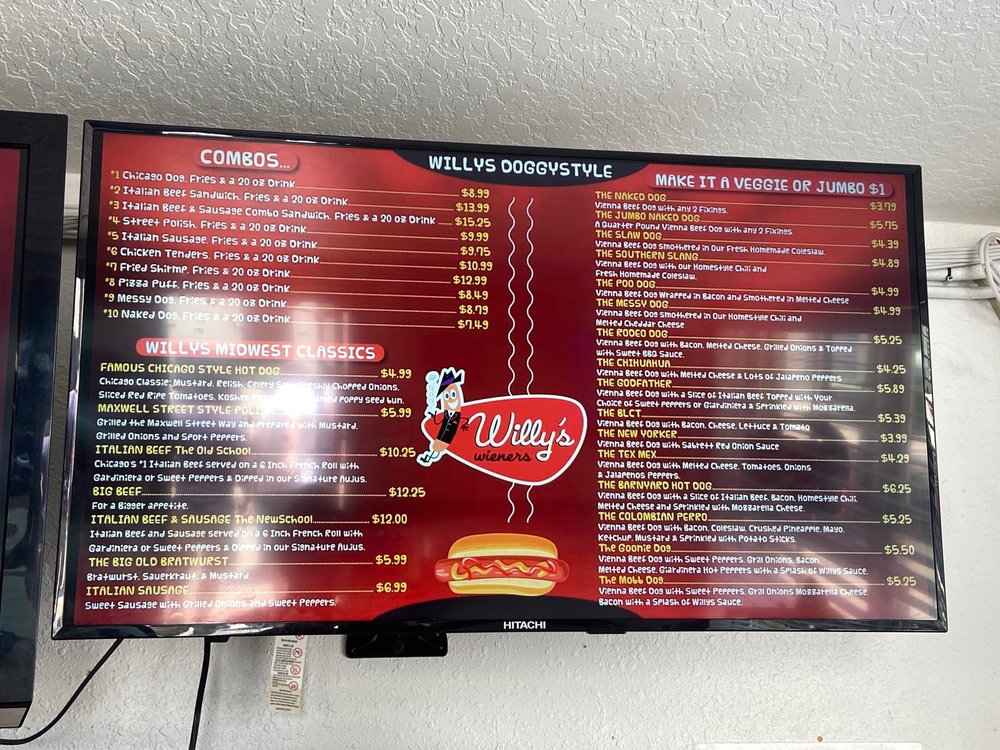 WILLYS DOGGYSTYLE
COMBOS...
#1 Chicago Dog, Fries & a 20 oz Drink $8.99
#2 Italian Beef Sandwich, Fries & a 20 oz Drink $13.99
#3 Italian Beef & Sausage Combo Sandwich, Fries & a 20 oz Drink $15.25
#4 Street Polish, Fries & a 20 oz Drink $9.99
#5 Italian Sausage, Fries & a 20 oz Drink $9.75
#6 Chicken Tenders, Fries & a 20 oz Drink $10.99
#7 Fried Shirmp, Fries & a 20 oz Drink $12.99
#8 Pizza Puff, Fries & a 20 oz Drink $8.49
#9 Messy Dog, Fries & a 20 oz Drink $8.79
#10 Naked Dog, Fries & a 20 oz Drink $7.49
WILLYS MIDWEST CLASSICS
FAMOUS CHICAGO STYLE HOT DOG $4.99
Chicago Classic; Mustard, Relish, Celery Salt, Freshly Chopped Onions,
Sliced Red Ripe Tomatoes, Kosher Poppy Seed bun.
MAXWELL STREET STYLE POLISH $5.99
Grilled the Maxwell Street Way and Prepared with Mustard,
Grilled Onions and Sport Peppers.
ITALIAN BEEF The Old School $10.25
Chicago's #1 Italian Beef served on a 6 Inch French Roll with
Gardiniera or Sweet Peppers & Dipped in our Signature AuJus.
BIG BEEF $12.25
For a Bigger appetite.
ITALIAN BEEF & SAUSAGE The NewSchool $12.00
Italian Beef and Sausage served on a 6 Inch French Roll with
Gardiniera or Sweet Peppers & Dipped in our Signature AuJus.
THE BIG OLD BRATWURST $5.99
Bratwurst, Sauerkraut, & Mustard.
ITALIAN SAUSAGE $6.99
Sweet Sausage with Grilled Onions and Sweet Peppers.
Willy's
wieners
MAKE IT A VEGGIE OR JUMBO $1
THE NAKED DOG $3.79
Vienna Beef Dog with any 2 Fixings.
THE JUMBO NAKED DOG $5.75
A Quarter Pound Vienna Beef Dog with any 2 Fixings.
THE SLAW DOG $4.39
Vienna Beef Dog smothered in Our Fresh Homemade Coleslaw.
THE SOUTHERN SLANG $4.89
Vienna Beef Dog with our Homestyle Chili and
Fresh Homemade Coleslaw.
THE POO DOG $4.99
Vienna Beef Dog Wrapped in Bacon and Smothered in Melted Cheese
THE MESSY DOG $4.99
Vienna Beef Dog smothered in Our Homestyle Chili and
Melted Cheddar Cheese
THE RODEO DOG $5.25
Vienna Beef Dog with Bacon, Melted Cheese, Grilled Onions & Topped
with Sweet BBQ Sauce.
THE CHIHUAHUA $4.25
Vienna Beef Dog with Melted Cheese & Lots of Jalapeno Peppers
THE GODFATHER $5.89
Vienna Beef Dog with a Slice of Italian Beef Topped with Your
Choice of Sweet Peppers or Giardiniera & Sprinkled with Mozzarella.
THE BLCT $5.39
Vienna Beef Dog with Bacon, Cheese, Lettuce & Tomato
THE NEW YORKER $3.99
Vienna Beef Dog with Sabrett Red Onion Sauce
THE TEX MEX $4.29
Vienna Beef Dog with Melted Cheese, Tomatoes, Onions
& Jalapenos Peppers.
THE BARNYARD HOT DOG $6.25
Vienna Beef Dog with a Slice of Italian Beef, Bacon, Homestyle Chili,
Melted Cheese and Sprinkled with Mozzarella Cheese.
THE COLOMBIAN PERRO $5.25
Vienna Beef Dog with Bacon, Coleslaw, Crushed Pineapple, Mayo,
Ketchup, Mustard & Sprinkled with Potato Sticks.
The Goonie Dog $5.50
Vienna Beef Dog with Sweet Peppers, Grill Onions, Bacon,
Melted Cheese, Giardinera Hot Peppers with a Splash of Willys Sauce.
The Mobb Dog $5.25
Vienna Beef Dog with Sweet Peppers, Grill Onions Mozzarella Cheese,
Bacon with a Splash of Willys Sauce.
HITACHI